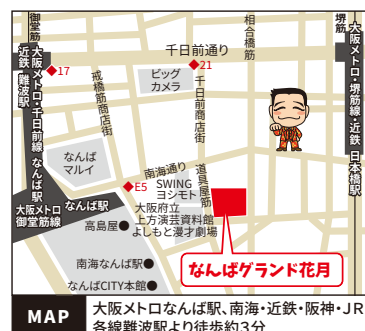 御堂筋
千日前通り
相合橋筋
堺筋
近鉄 難波駅
大阪メトロ・千日前線 なんば駅
17
戎橋筋商店街
ビッグ
カメラ
21
千日前商店街
大阪メトロ・堺筋線・近鉄 日本橋駅
なんば
マルイ
南海通り
道具屋筋
E5
SWING
ヨシモト
なんば駅
大阪メトロ
御堂筋線
大阪府立
上方演芸資料館
高島屋
よしもと漫才劇場
南海なんば駅
なんばグランド花月
なんばCITY本館
MAP
大阪メトロなんば駅、南海・近鉄・阪神・JR
各線難波駅より徒歩約3分